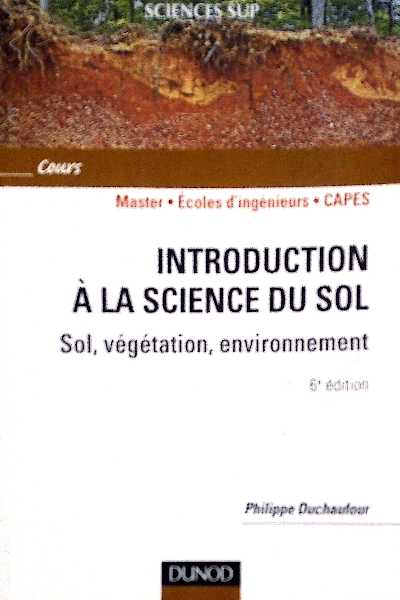 SCIENCES SUP
Cours
Master • Écoles d'ingénieurs • CAPES
INTRODUCTION
À LA SCIENCE DU SOL
Sol, végétation, environnement
6e édition
Philippe Duchaufour
DUNOD